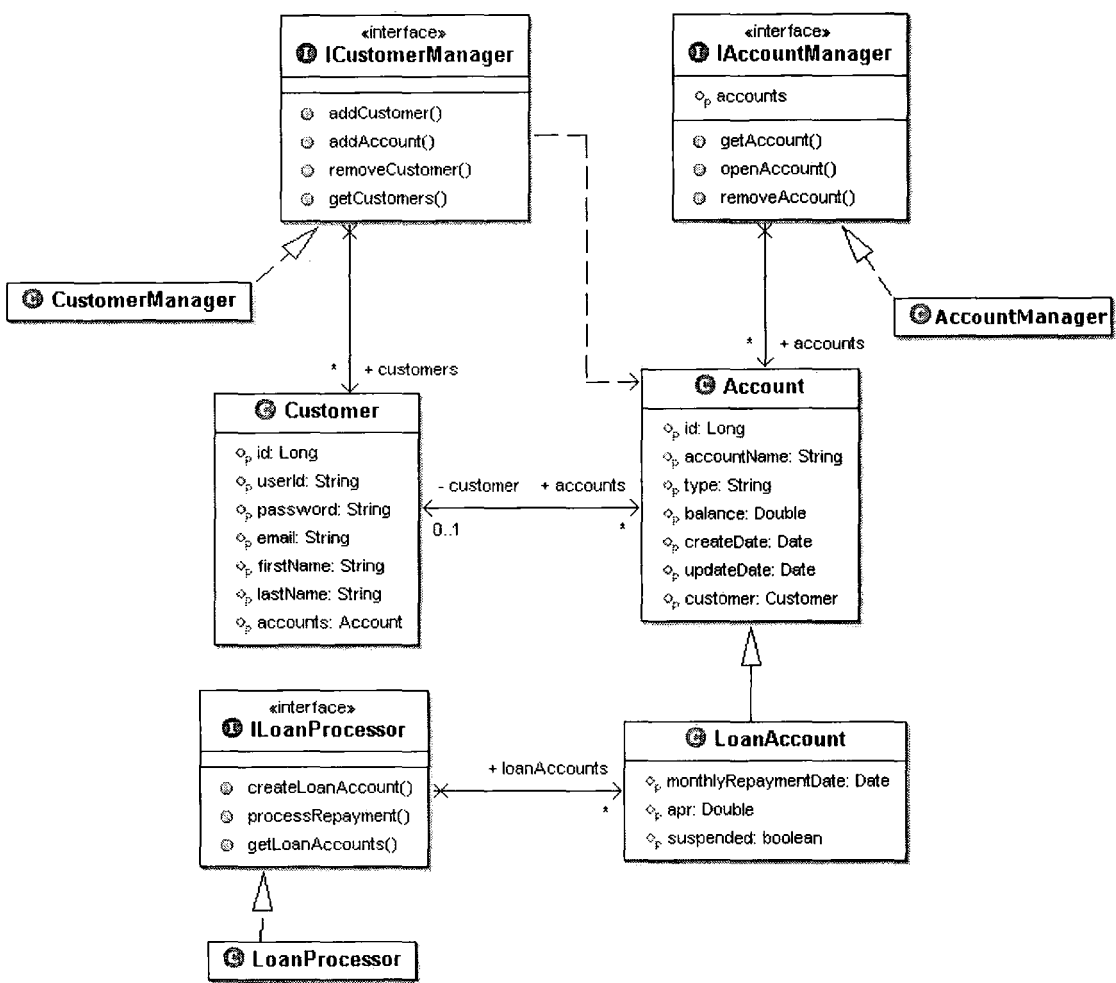 «interface»
ICustomerManager
addCustomer()
addAccount()
removeCustomer()
getCustomers()
«interface»
IAccountManager
accounts
getAccount()
openAccount()
removeAccount()
CustomerManager
AccountManager
* + customers
* + accounts
Customer
id: Long
userId: String
password: String
email: String
firstName: String
lastName: String
accounts: Account
- customer + accounts
0..1 *
Account
id: Long
accountName: String
type: String
balance: Double
createDate: Date
updateDate: Date
customer: Customer
«interface»
ILoanProcessor
createLoanAccount()
processRepayment()
getLoanAccounts()
+ loanAccounts
*
LoanAccount
monthlyRepaymentDate: Date
apr: Double
suspended: boolean
LoanProcessor